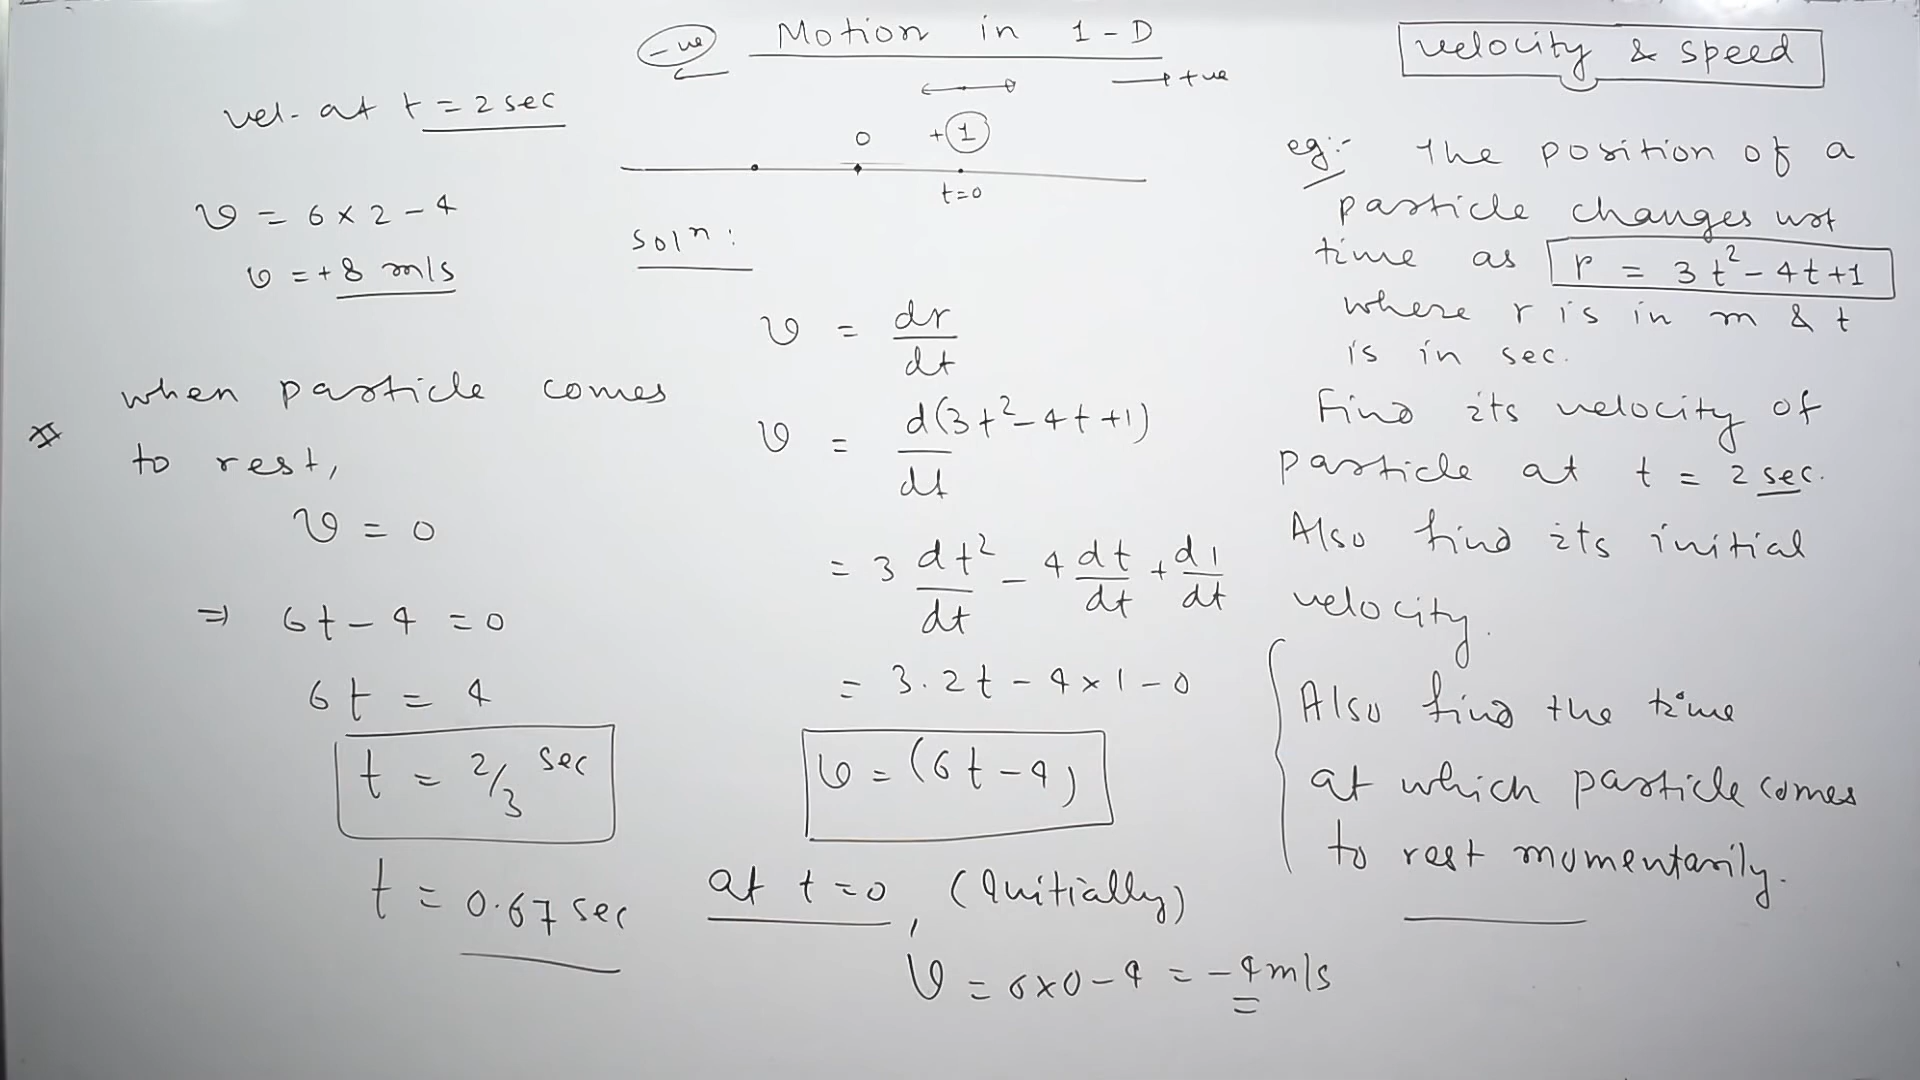 Motion in 1-D
-ve
+ve
0
+1
t=0
velocity & speed
eg:- The position of a
particle changes wrt
time as r = 3t²-4t+1
where r is in m & t
is in sec.
Find its velocity of
particle at t = 2 sec.
Also find its initial
velocity.
Also find the time
at which particle comes
to rest momentarily.
Solⁿ:
v = dr/dt
v = d(3t²-4t+1)/dt
= 3 dt²/dt - 4 dt/dt + d1/dt
= 3.2t - 4×1-0
v = (6t-4)
at t=0, (Initially)
v = 6×0-4 = -4m/s
vel. at t = 2 sec
v = 6×2-4
v = +8 m/s
when particle comes
to rest,
v = 0
⇒ 6t-4 = 0
6t = 4
t = 2/3 sec
t = 0.67 sec